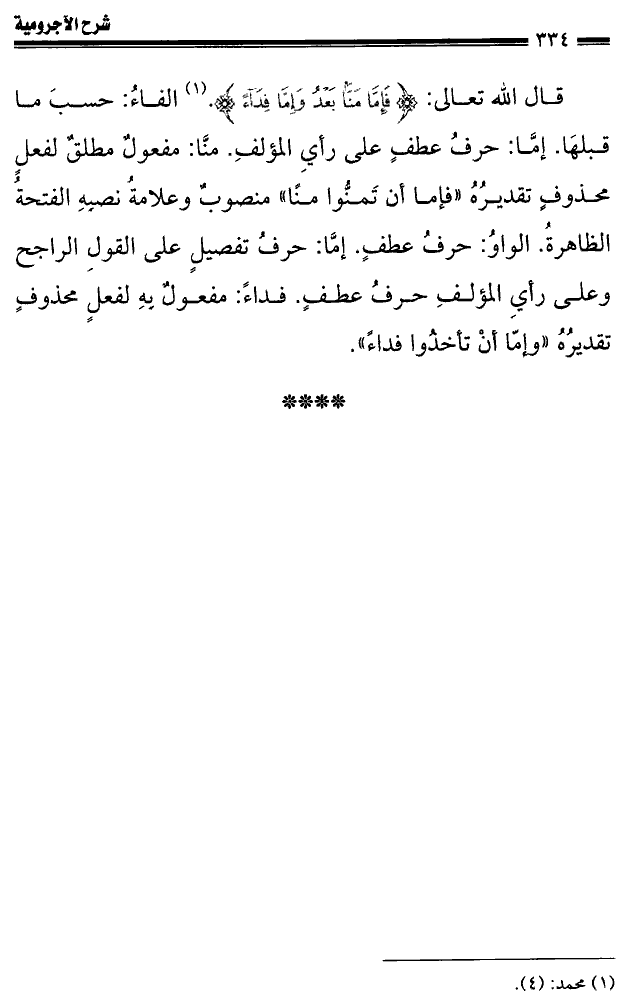 شرح الآجرومية
٣٣٤
قال الله تعالى: ﴿فَإِمَّا مَنًّا بَعْدُ وَإِمَّا فِدَاءً﴾.(١) الفاءُ: حسبَ ما
قبلهَا. إمَّا: حرفُ عطفٍ على رأيِ المؤلفِ. منَّا: مفعولٌ مطلقٌ لفعلٍ
محذوفٍ تقديرُهُ «فإما أن تَمنُّوا منًا» منصوبٌ وعلامةُ نصبِهِ الفتحةُ
الظاهرةُ. الواوُ: حرفُ عطفٍ. إمَّا: حرفُ تفصيلٍ على القولِ الراجحِ
وعلى رأيِ المؤلفِ حرفُ عطفٍ. فداءً: مفعولٌ بِهِ لفعلٍ محذوفٍ
تقديرُهُ «وإمّا أنْ تأخذُوا فداءً».
****
(١) محمد: (٤).